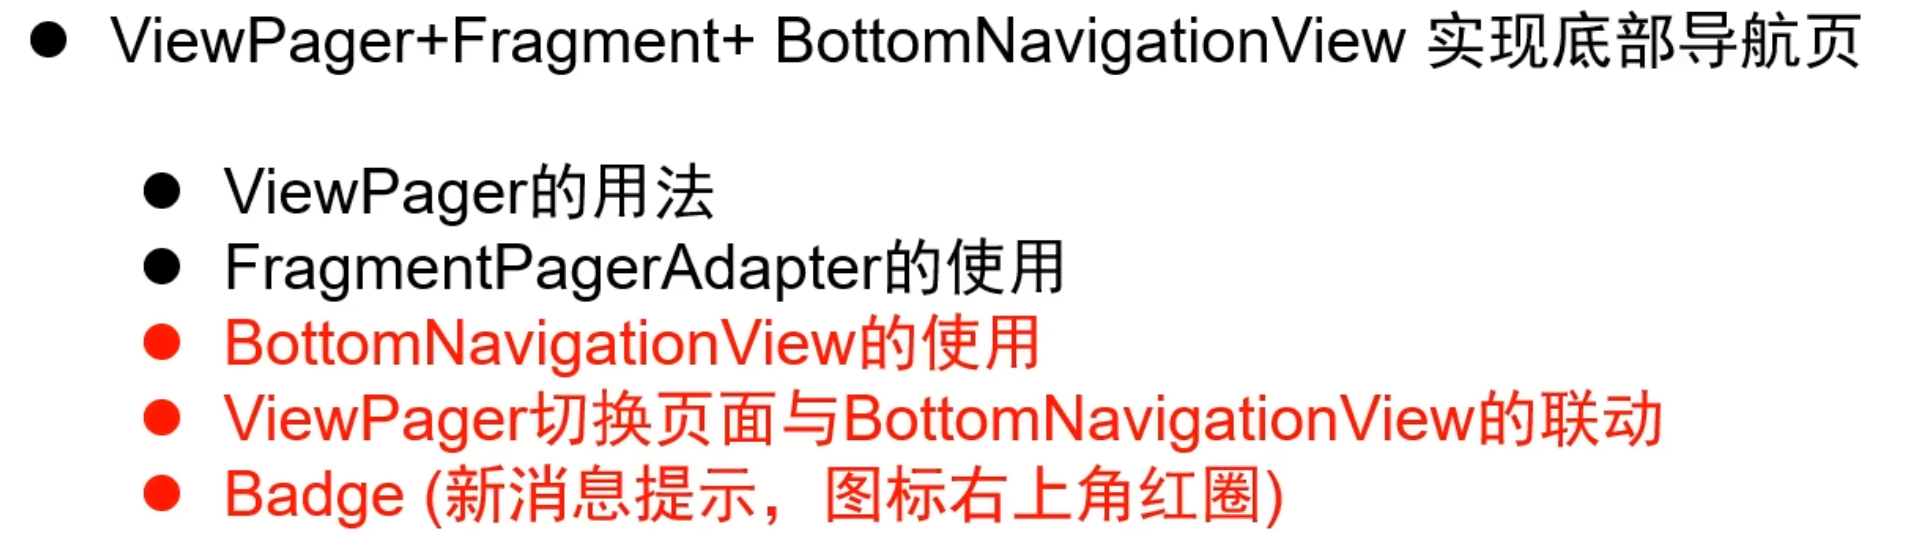 ● ViewPager+Fragment+ BottomNavigationView 实现底部导航页
● ViewPager的用法
● FragmentPagerAdapter的使用
● BottomNavigationView的使用
● ViewPager切换页面与BottomNavigationView的联动
● Badge (新消息提示，图标右上角红圈)